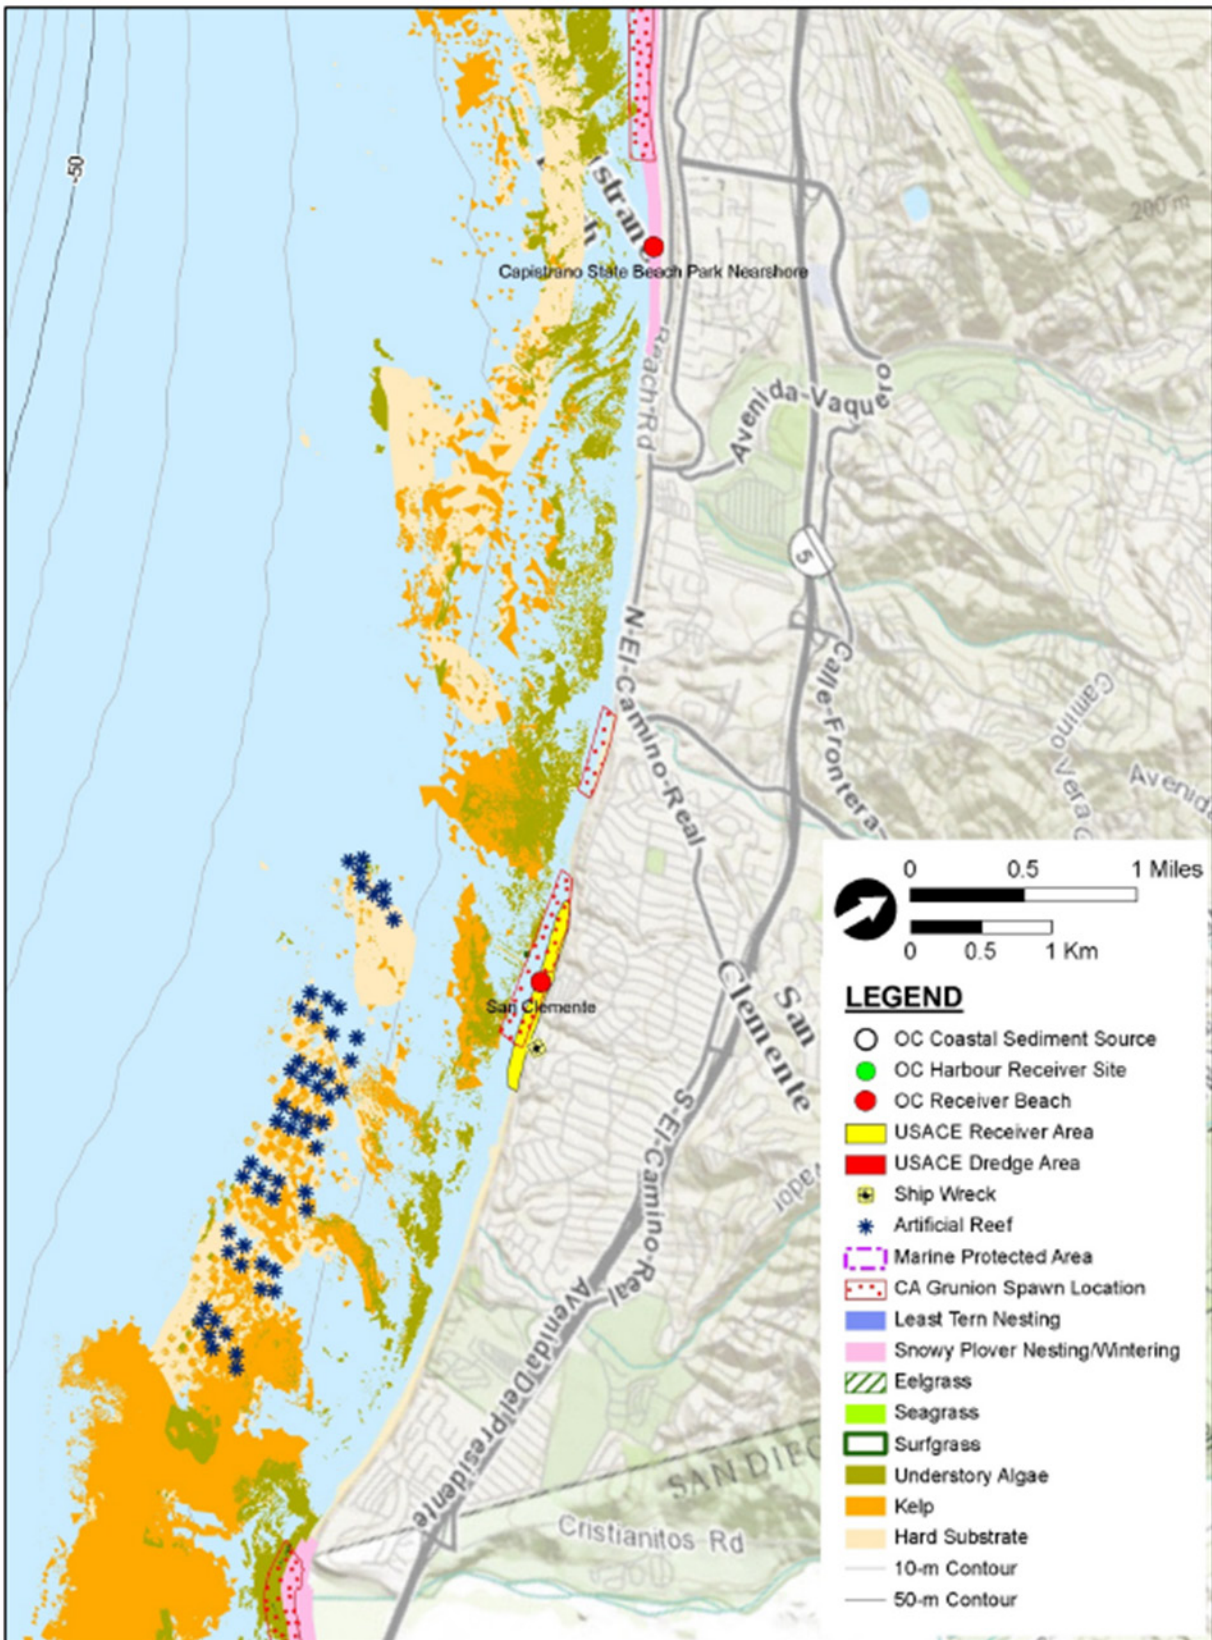 -50
200 m
Capistrano State Beach Park Nearshore
Beach Rd
Avenida-Vaquero
5
N-El-Camino-Real
Calle-Frontera
Camino
Vera
Avenida
San Clemente
San
Clemente
S-El-Camino-Real
Avenida Del Presidente
SAN DIEG
Cristianitos Rd
0 0.5 1 Miles
0 0.5 1 Km
LEGEND
OC Coastal Sediment Source
OC Harbour Receiver Site
OC Receiver Beach
USACE Receiver Area
USACE Dredge Area
Ship Wreck
Artificial Reef
Marine Protected Area
CA Grunion Spawn Location
Least Tern Nesting
Snowy Plover Nesting/Wintering
Eelgrass
Seagrass
Surfgrass
Understory Algae
Kelp
Hard Substrate
10-m Contour
50-m Contour